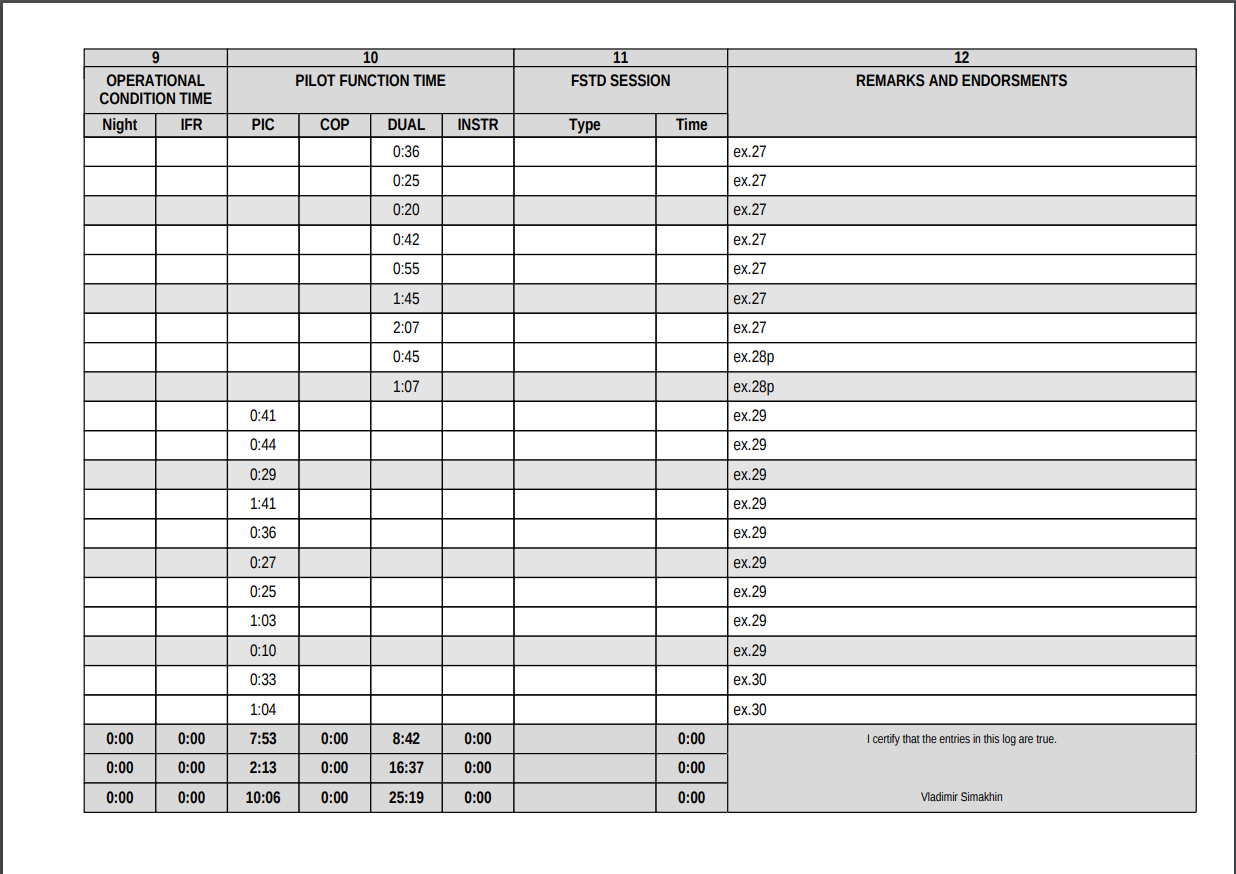 9 10 11 12
OPERATIONAL CONDITION TIME PILOT FUNCTION TIME FSTD SESSION REMARKS AND ENDORSMENTS
Night IFR PIC COP DUAL INSTR Type Time
0:36 ex.27
0:25 ex.27
0:20 ex.27
0:42 ex.27
0:55 ex.27
1:45 ex.27
2:07 ex.27
0:45 ex.28p
1:07 ex.28p
0:41 ex.29
0:44 ex.29
0:29 ex.29
1:41 ex.29
0:36 ex.29
0:27 ex.29
0:25 ex.29
1:03 ex.29
0:10 ex.29
0:33 ex.30
1:04 ex.30
0:00 0:00 7:53 0:00 8:42 0:00 0:00 I certify that the entries in this log are true.
0:00 0:00 2:13 0:00 16:37 0:00 0:00
0:00 0:00 10:06 0:00 25:19 0:00 0:00 Vladimir Simakhin